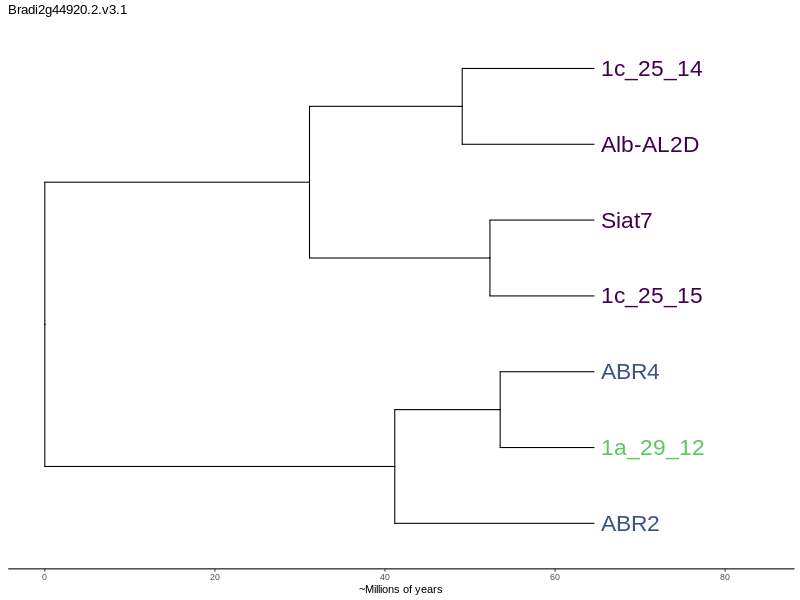 Bradi2g44920.2.v3.1
1c_25_14
Alb-AL2D
Siat7
1c_25_15
ABR4
1a_29_12
ABR2
0 20 40 60 80
~Millions of years